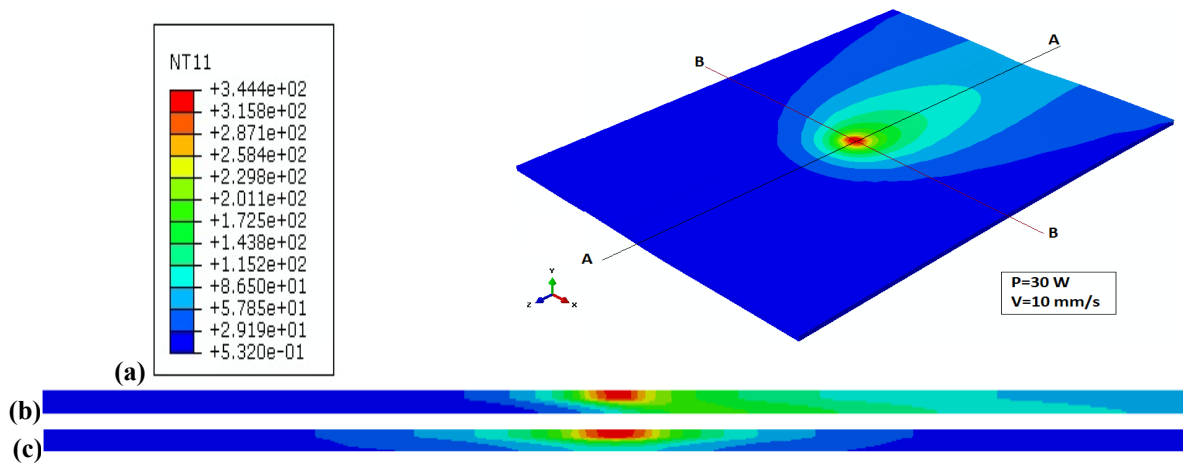 NT11
+3.444e+02
+3.158e+02
+2.871e+02
+2.584e+02
+2.298e+02
+2.011e+02
+1.725e+02
+1.438e+02
+1.152e+02
+8.650e+01
+5.785e+01
+2.919e+01
+5.320e-01
(a)
A
B
A
B
Y
Z
X
P=30 W
V=10 mm/s
(b)
(c)